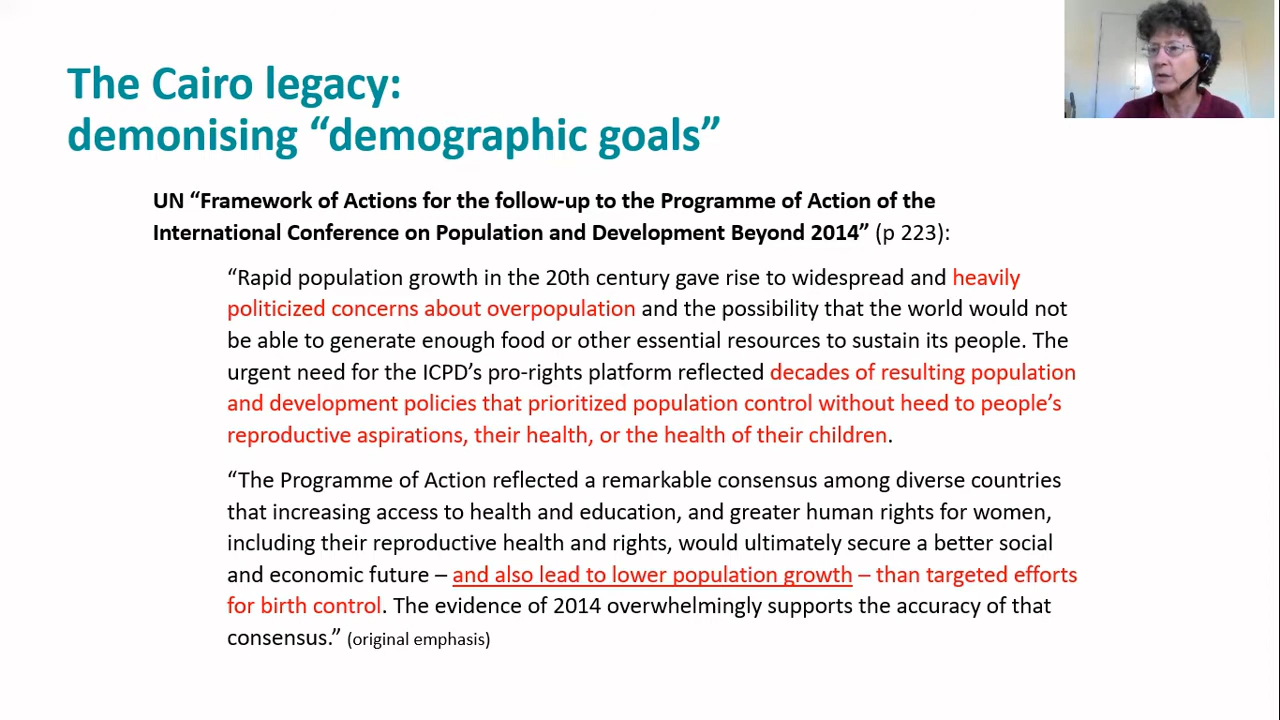 The Cairo legacy:
demonising “demographic goals”
UN “Framework of Actions for the follow-up to the Programme of Action of the
International Conference on Population and Development Beyond 2014” (p 223):
“Rapid population growth in the 20th century gave rise to widespread and heavily
politicized concerns about overpopulation and the possibility that the world would not
be able to generate enough food or other essential resources to sustain its people. The
urgent need for the ICPD’s pro-rights platform reflected decades of resulting population
and development policies that prioritized population control without heed to people’s
reproductive aspirations, their health, or the health of their children.
“The Programme of Action reflected a remarkable consensus among diverse countries
that increasing access to health and education, and greater human rights for women,
including their reproductive health and rights, would ultimately secure a better social
and economic future – and also lead to lower population growth – than targeted efforts
for birth control. The evidence of 2014 overwhelmingly supports the accuracy of that
consensus.” (original emphasis)